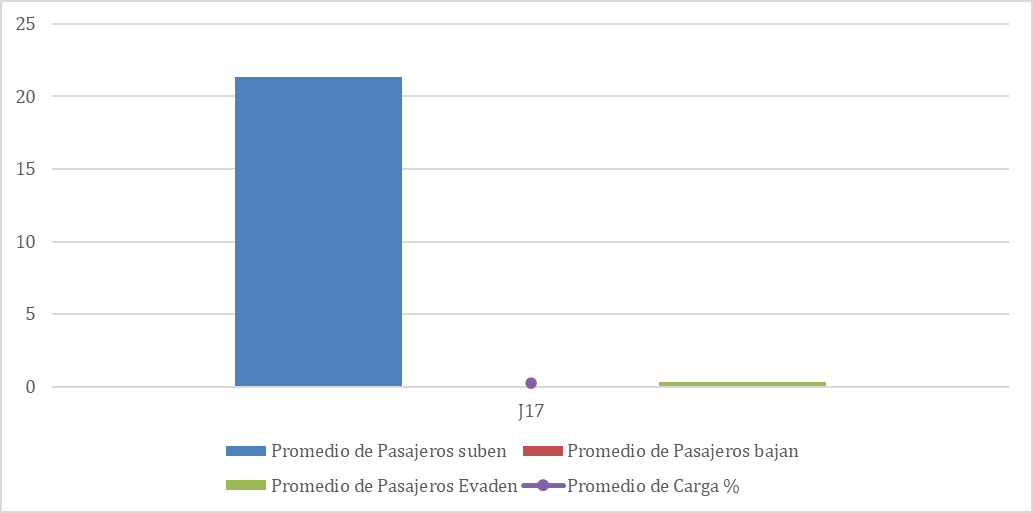 25
20
15
10
5
0
J17
Promedio de Pasajeros suben Promedio de Pasajeros bajan
Promedio de Pasajeros Evaden Promedio de Carga %